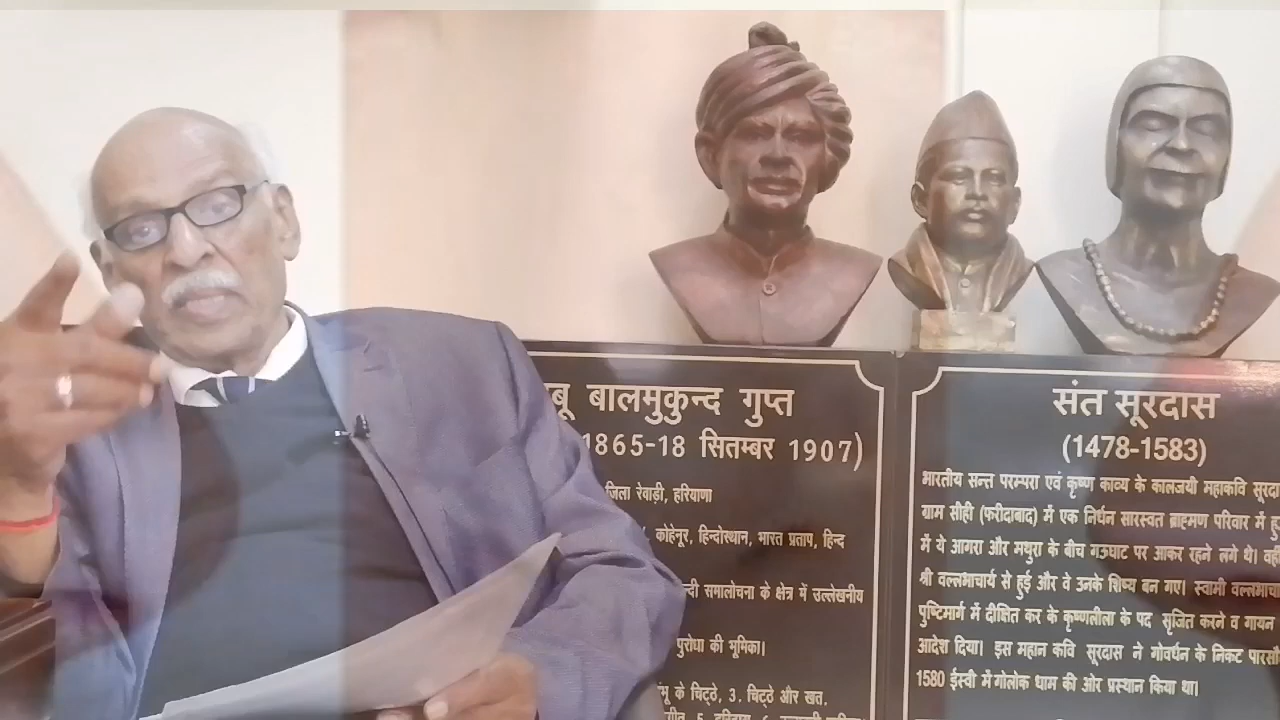 बू बालमुकुन्द गुप्त
1865-18 सितम्बर 1907)
जिला रेवाड़ी, हरियाणा
कोहेनूर, हिन्दोस्थान, भारत प्रताप, हिन्द
न्दी समालोचना के क्षेत्र में उल्लेखनीय
पुरोधा की भूमिका।
के चिट्ठे, 3. चिट्ठे और खत,
संत सूरदास
(1478-1583)
भारतीय सन्त परम्परा एवं कृष्ण काव्य के कालजयी महाकवि सूरदा
ग्राम सीही (फरीदाबाद) में एक निर्धन सारस्वत ब्राह्मण परिवार में हु
में ये आगरा और मथुरा के बीच गऊघाट पर आकर रहने लगे थे। वही
श्री वल्लभाचार्य से हुई और वे उनके शिष्य बन गए। स्वामी वल्लभाचा
पुष्टिमार्ग में दीक्षित कर के कृष्णलीला के पद सृजित करने व गायन
आदेश दिया। इस महान कवि सूरदास ने गोवर्धन के निकट पारसौ
1580 ईस्वी में गोलोक धाम की ओर प्रस्थान किया था।